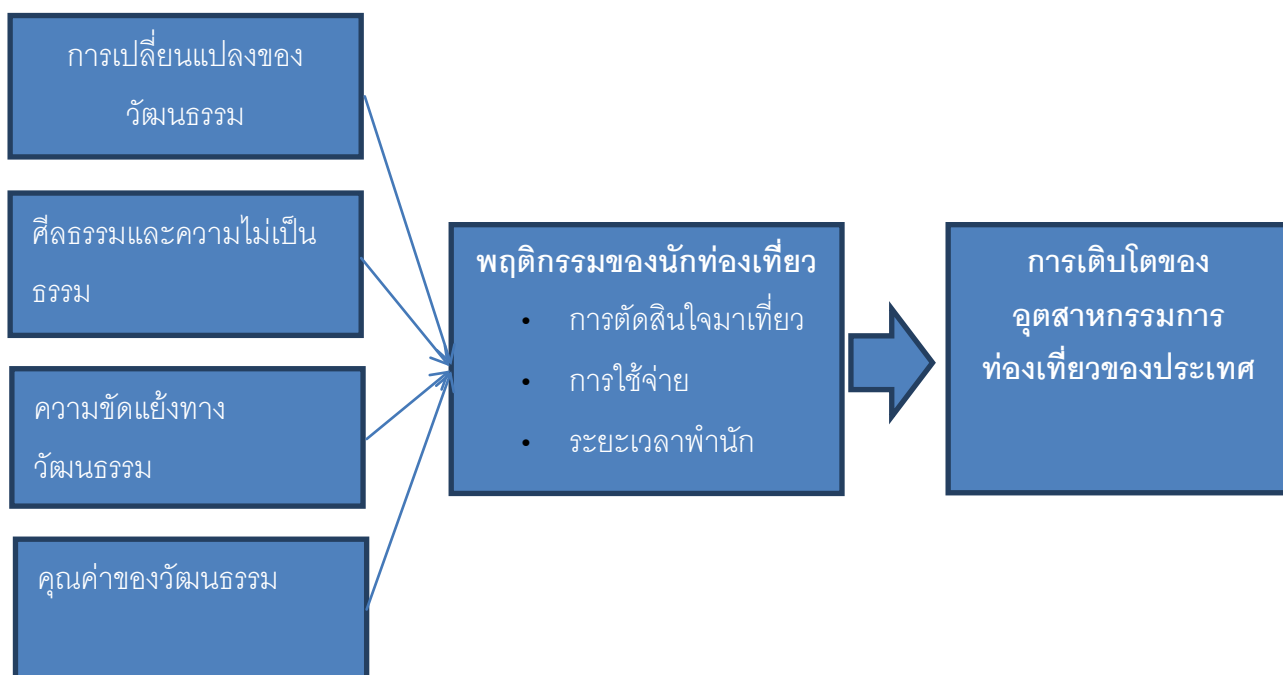 การเปลี่ยนแปลงของ
วัฒนธรรม
ศีลธรรมและความไม่เป็น
ธรรม
ความขัดแย้งทาง
วัฒนธรรม
คุณค่าของวัฒนธรรม
พฤติกรรมของนักท่องเที่ยว
• การตัดสินใจมาเที่ยว
• การใช้จ่าย
• ระยะเวลาพำนัก
การเติบโตของ
อุตสาหกรรมการ
ท่องเที่ยวของประเทศ